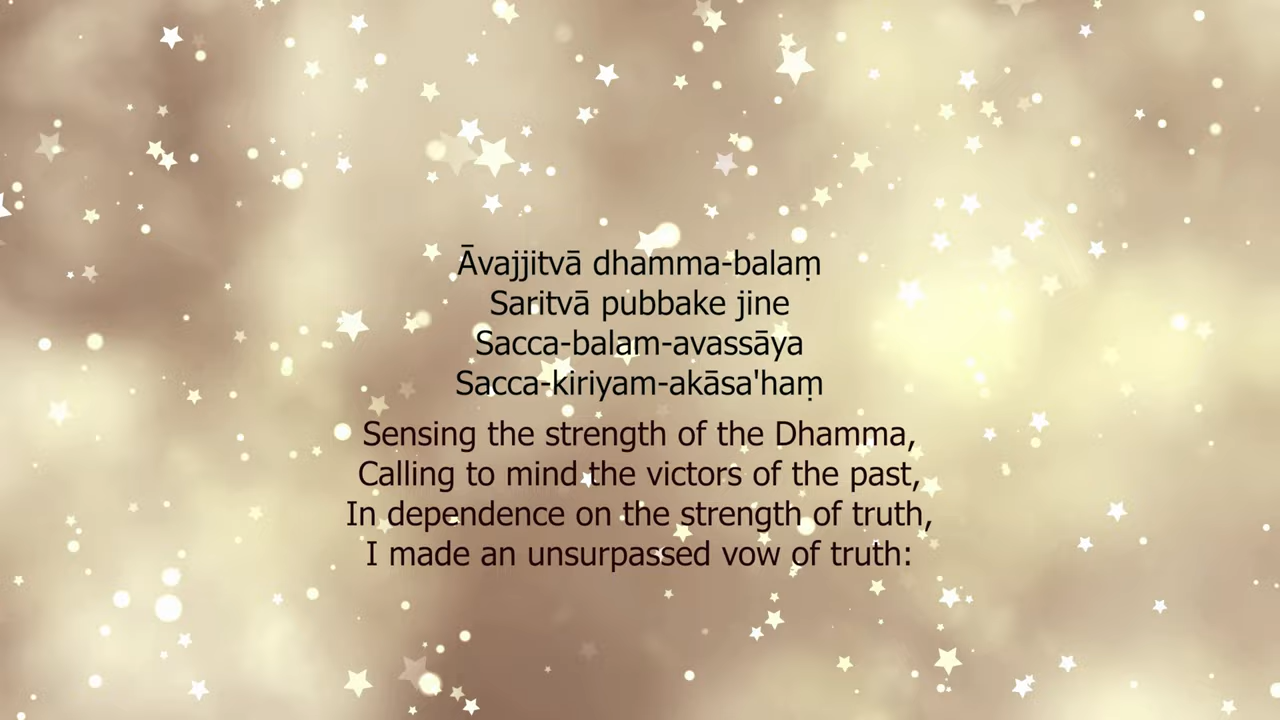 Āvajjitvā dhamma-balaṃ
Saritvā pubbake jine
Sacca-balam-avassāya
Sacca-kiriyam-akāsa'haṃ
Sensing the strength of the Dhamma,
Calling to mind the victors of the past,
In dependence on the strength of truth,
I made an unsurpassed vow of truth: